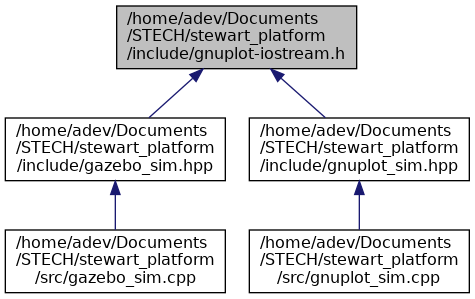 /home/adev/Documents
/STECH/stewart_platform
/include/gnuplot-iostream.h
/home/adev/Documents
/STECH/stewart_platform
/include/gazebo_sim.hpp
/home/adev/Documents
/STECH/stewart_platform
/include/gnuplot_sim.hpp
/home/adev/Documents
/STECH/stewart_platform
/src/gazebo_sim.cpp
/home/adev/Documents
/STECH/stewart_platform
/src/gnuplot_sim.cpp